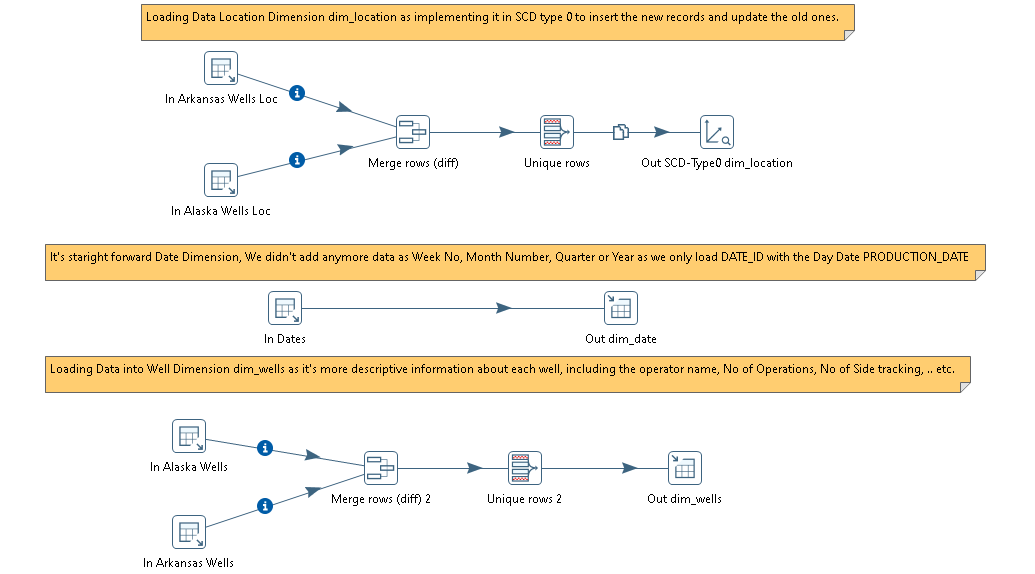 Loading Data Location Dimension dim_location as implementing it in SCD type 0 to insert the new records and update the old ones.
In Arkansas Wells Loc
Merge rows (diff)
Unique rows
Out SCD-Type0 dim_location
In Alaska Wells Loc
It's staright forward Date Dimension, We didn't add anymore data as Week No, Month Number, Quarter or Year as we only load DATE_ID with the Day Date PRODUCTION_DATE
In Dates
Out dim_date
Loading Data into Well Dimension dim_wells as it's more descriptive information about each well, including the operator name, No of Operations, No of Side tracking, .. etc.
In Alaska Wells
Merge rows (diff) 2
Unique rows 2
Out dim_wells
In Arkansas Wells